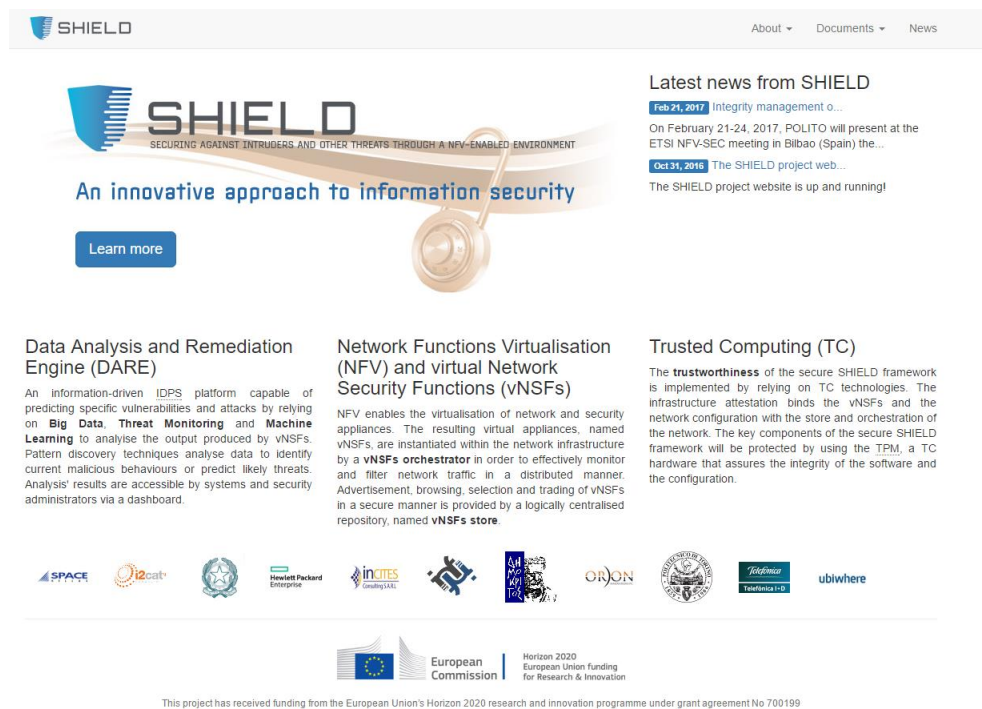 SHIELD
About
Documents
News
SHIELD
SECURING AGAINST INTRUDERS AND OTHER THREATS THROUGH A NFV-ENABLED ENVIRONMENT
An innovative approach to information security
Learn more
Latest news from SHIELD
Feb 21, 2017 Integrity management o...
On February 21-24, 2017, POLITO will present at the
ETSI NFV-SEC meeting in Bilbao (Spain) the...
Oct 31, 2016 The SHIELD project web...
The SHIELD project website is up and running!
Data Analysis and Remediation
Engine (DARE)
An information-driven IDPS platform capable of
predicting specific vulnerabilities and attacks by relying
on Big Data, Threat Monitoring and Machine
Learning to analyse the output produced by vNSFs.
Pattern discovery techniques analyse data to identify
current malicious behaviours or predict likely threats.
Analysis' results are accessible by systems and security
administrators via a dashboard.
Network Functions Virtualisation
(NFV) and virtual Network
Security Functions (vNSFs)
NFV enables the virtualisation of network and security
appliances. The resulting virtual appliances, named
vNSFs, are instantiated within the network infrastructure
by a vNSFs orchestrator in order to effectively monitor
and filter network traffic in a distributed manner.
Advertisement, browsing, selection and trading of vNSFs
in a secure manner is provided by a logically centralised
repository, named vNSFs store.
Trusted Computing (TC)
The trustworthiness of the secure SHIELD framework
is implemented by relying on TC technologies. The
infrastructure attestation binds the vNSFs and the
network configuration with the store and orchestration of
the network. The key components of the secure SHIELD
framework will be protected by using the TPM, a TC
hardware that assures the integrity of the software and
the configuration.
SPACE
i2cat
Hewlett Packard
Enterprise
inCITES
Consulting S.A.R.L.
ORION
Telefónica
Telefónica I+D
ubiwhere
European
Commission
Horizon 2020
European Union funding
for Research & Innovation
This project has received funding from the European Union's Horizon 2020 research and innovation programme under grant agreement No 700199